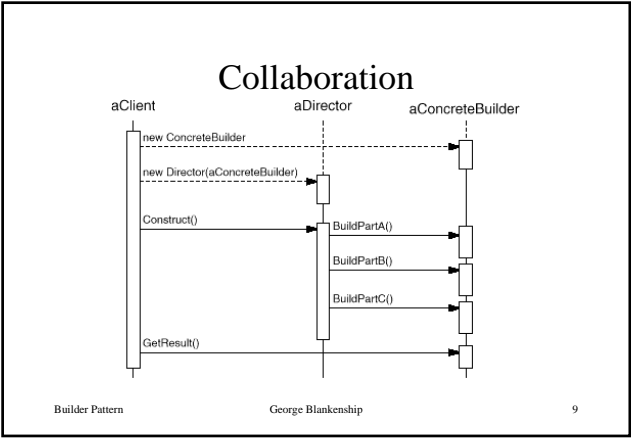 Collaboration
aClient aDirector aConcreteBuilder
new ConcreteBuilder
new Director(aConcreteBuilder)
Construct() BuildPartA()
BuildPartB()
BuildPartC()
GetResult()
Builder Pattern George Blankenship 9